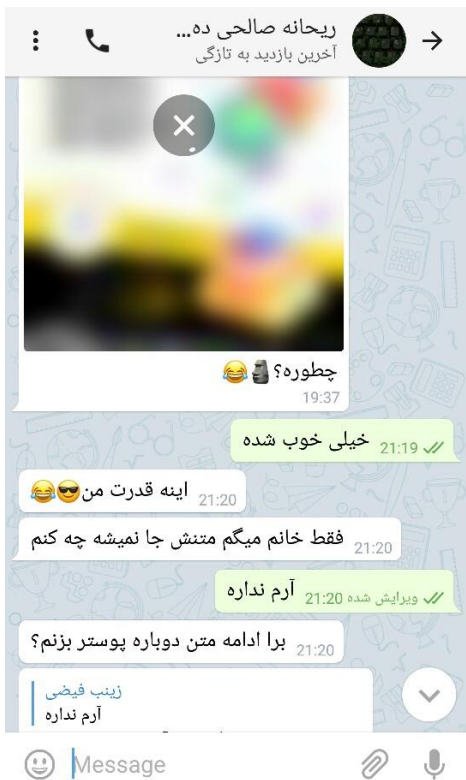 ریحانه صالحی ده...
آخرین بازدید به تازگی
چطوره؟🗿😂
19:37
خیلی خوب شده 21:19
اینه قدرت من😎😂 21:20
فقط خانم میگم متنش جا نمیشه چه کنم 21:20
آرم نداره ویرایش شده 21:20
برا ادامه متن دوباره پوستر بزنم؟ 21:20
زینب فیضی
آرم نداره
Message